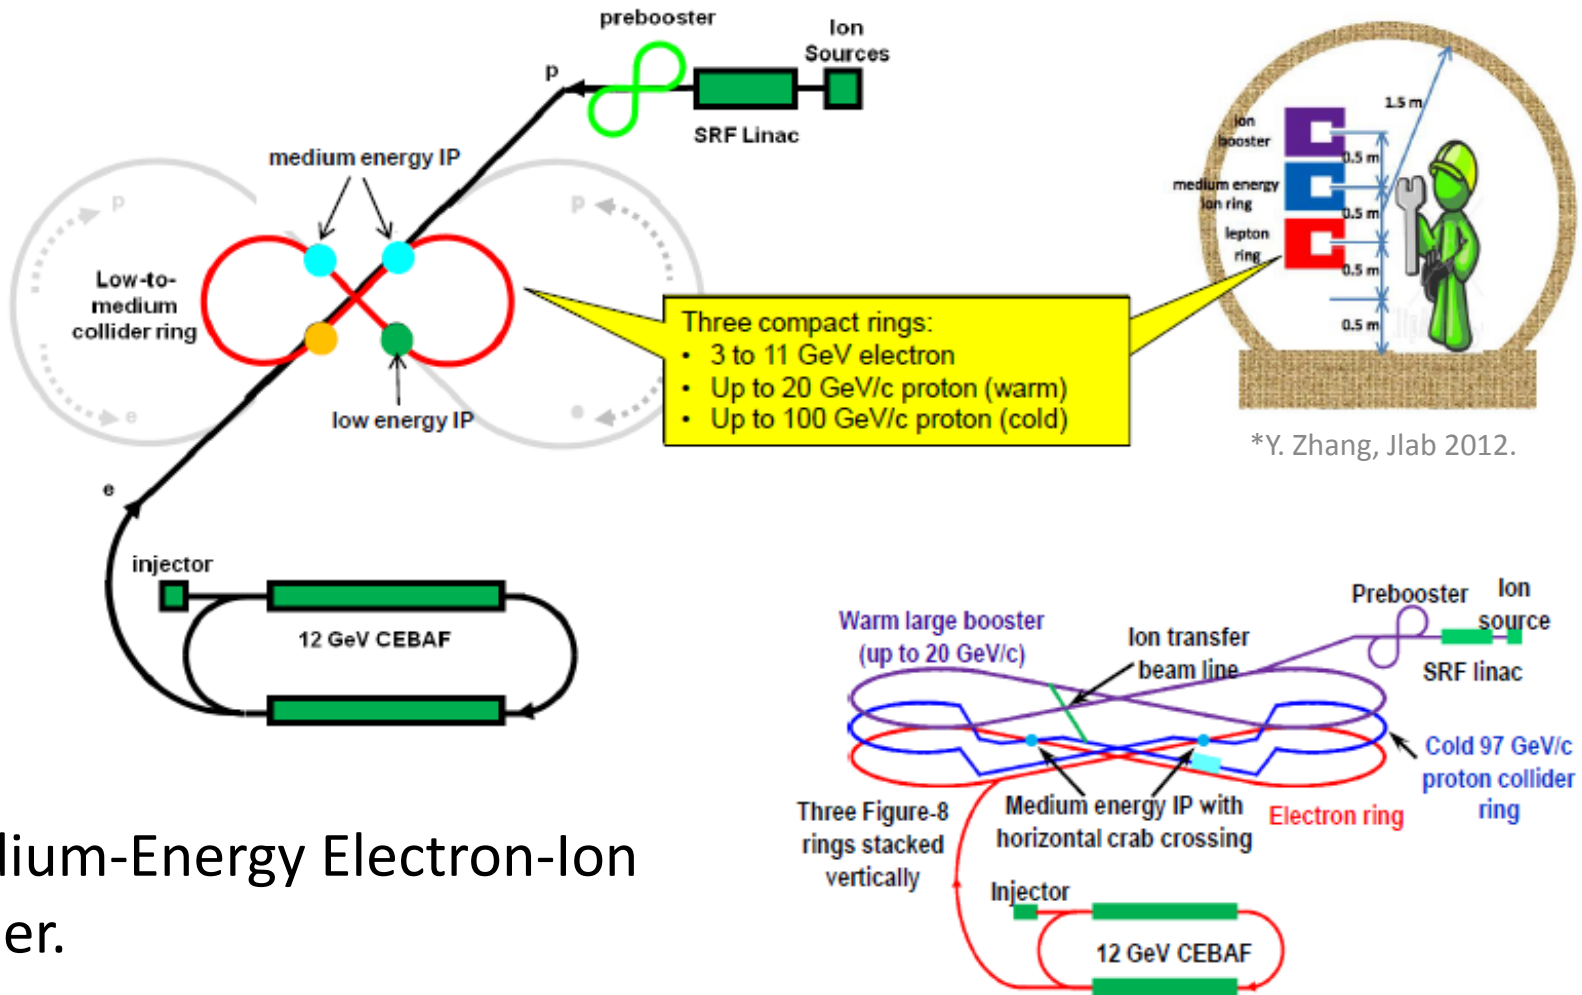 prebooster
Ion
Sources
p
SRF Linac
medium energy IP
p
p
Low-to-
medium
collider ring
e
e
low energy IP
e
injector
12 GeV CEBAF
Three compact rings:
• 3 to 11 GeV electron
• Up to 20 GeV/c proton (warm)
• Up to 100 GeV/c proton (cold)
1.5 m
ion
booster
0.5 m
medium energy
ion ring
0.5 m
lepton
ring
0.5 m
0.5 m
*Y. Zhang, Jlab 2012.
Warm large booster
(up to 20 GeV/c)
Ion transfer
beam line
Prebooster
Ion
source
SRF linac
Cold 97 GeV/c
proton collider
ring
Three Figure-8
rings stacked
vertically
Medium energy IP with
horizontal crab crossing
Electron ring
Injector
12 GeV CEBAF
dium-Energy Electron-Ion
er.